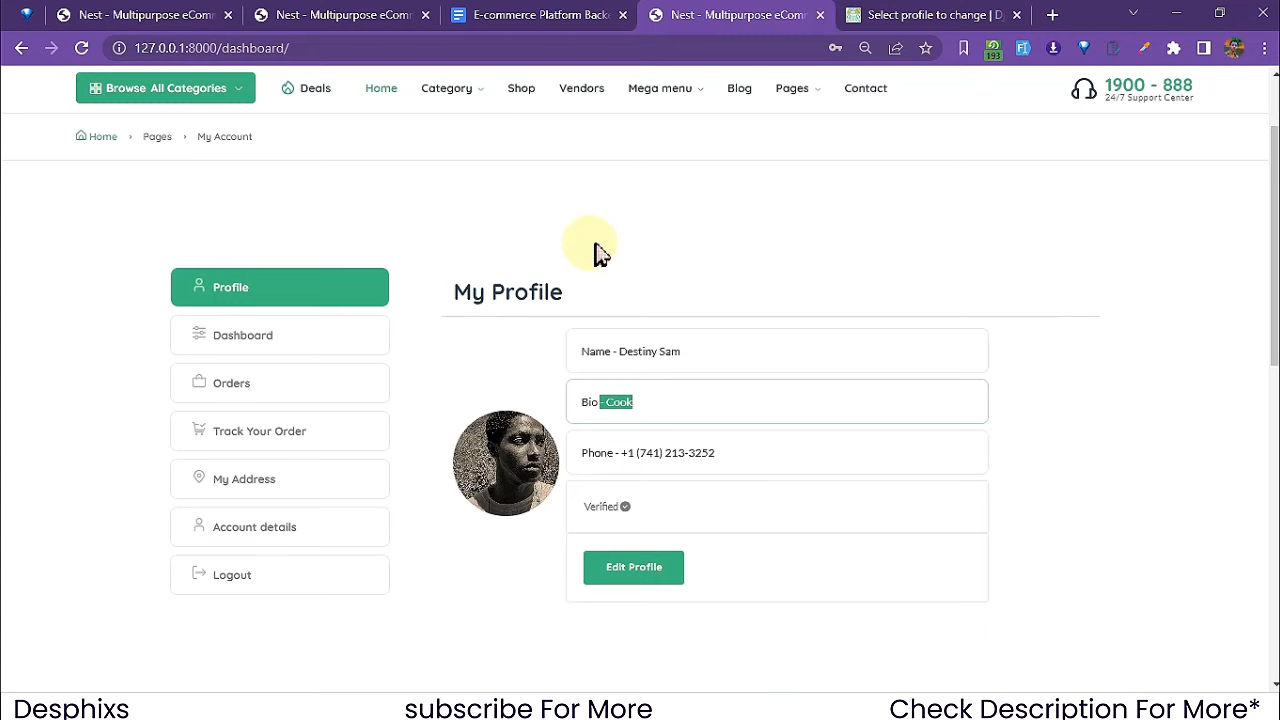 Nest - Multipurpose eComm
Nest - Multipurpose eComm
E-commerce Platform Back
Nest - Multipurpose eComm
Select profile to change | D
127.0.0.1:8000/dashboard/
193
Browse All Categories
Deals
Home
Category
Shop
Vendors
Mega menu
Blog
Pages
Contact
1900 - 888
24/7 Support Center
Home
Pages
My Account
Profile
Dashboard
Orders
Track Your Order
My Address
Account details
Logout
My Profile
Name - Destiny Sam
Bio - Cook
Phone - +1 (741) 213-3252
Verified
Edit Profile
Desphixs
subscribe For More
Check Description For More*